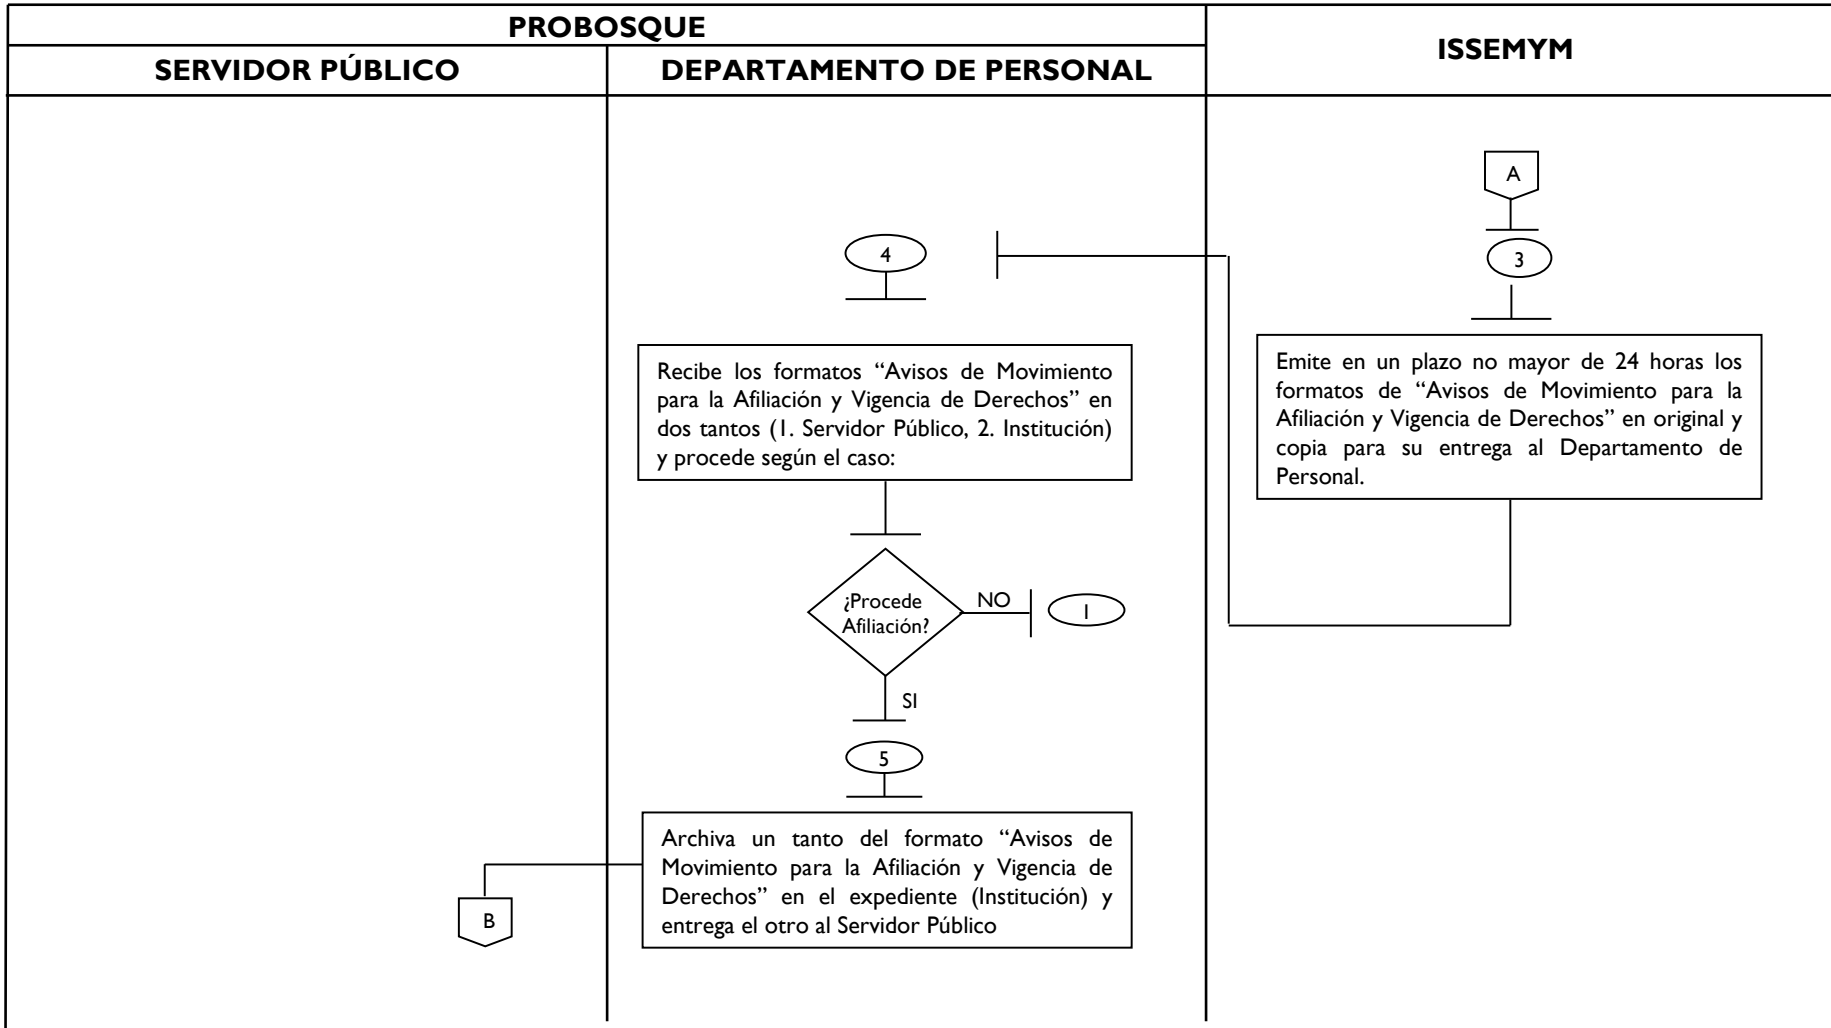 PROBOSQUE
ISSEMYM
SERVIDOR PÚBLICO
DEPARTAMENTO DE PERSONAL
A
3
Emite en un plazo no mayor de 24 horas los
formatos de “Avisos de Movimiento para la
Afiliación y Vigencia de Derechos” en original y
copia para su entrega al Departamento de
Personal.
4
Recibe los formatos “Avisos de Movimiento
para la Afiliación y Vigencia de Derechos” en
dos tantos (1. Servidor Público, 2. Institución)
y procede según el caso:
¿Procede
Afiliación?
NO
1
SI
5
Archiva un tanto del formato “Avisos de
Movimiento para la Afiliación y Vigencia de
Derechos” en el expediente (Institución) y
entrega el otro al Servidor Público
B